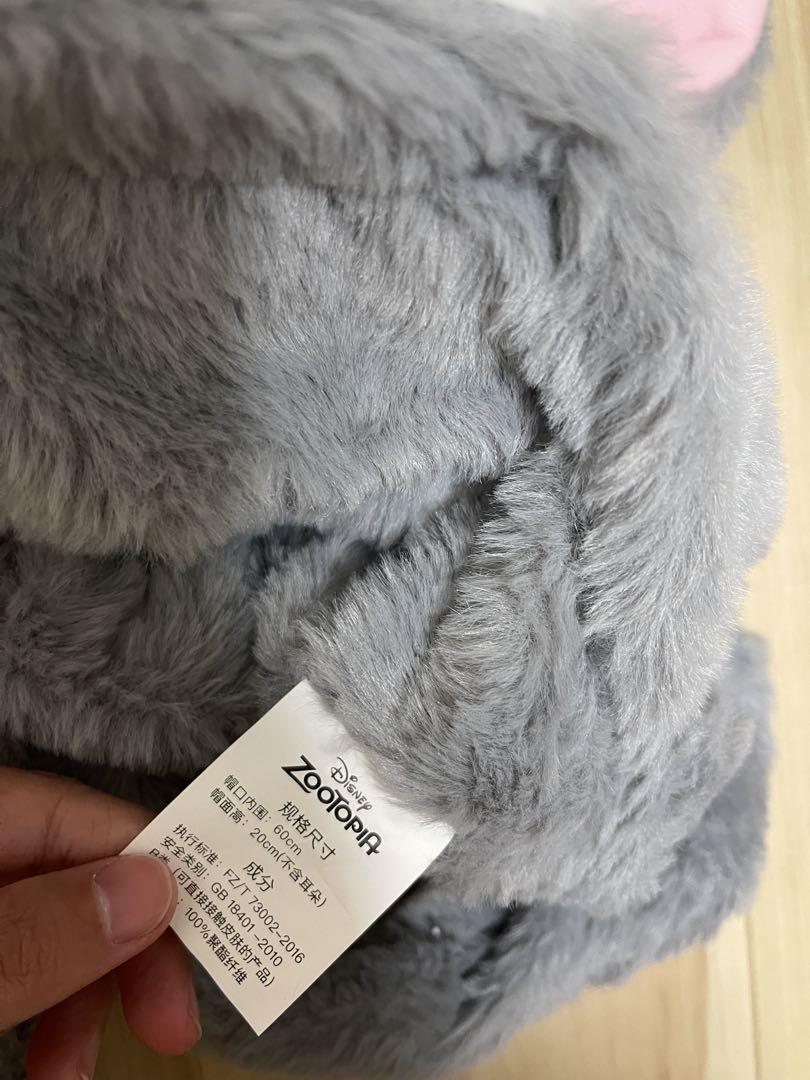 Disney
ZOOTOPIA
规格尺寸
帽口内围：60cm
帽面高：20cm(不含耳朵)
成分
执行标准：FZ/T 73002-2016
安全类别：GB 18401-2010
B类（可直接接触皮肤的产品)
：100%聚酯纤维